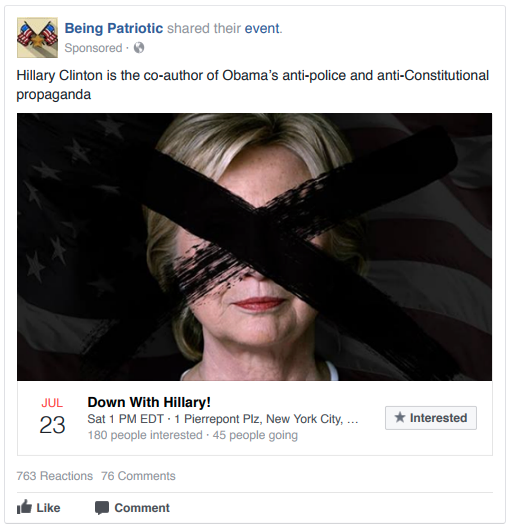 Being Patriotic shared their event.
Sponsored ·
Hillary Clinton is the co-author of Obama's anti-police and anti-Constitutional
propaganda
JUL
23
Down With Hillary!
Sat 1 PM EDT · 1 Pierrepont Plz, New York City, ...
180 people interested · 45 people going
Interested
763 Reactions 76 Comments
Like Comment